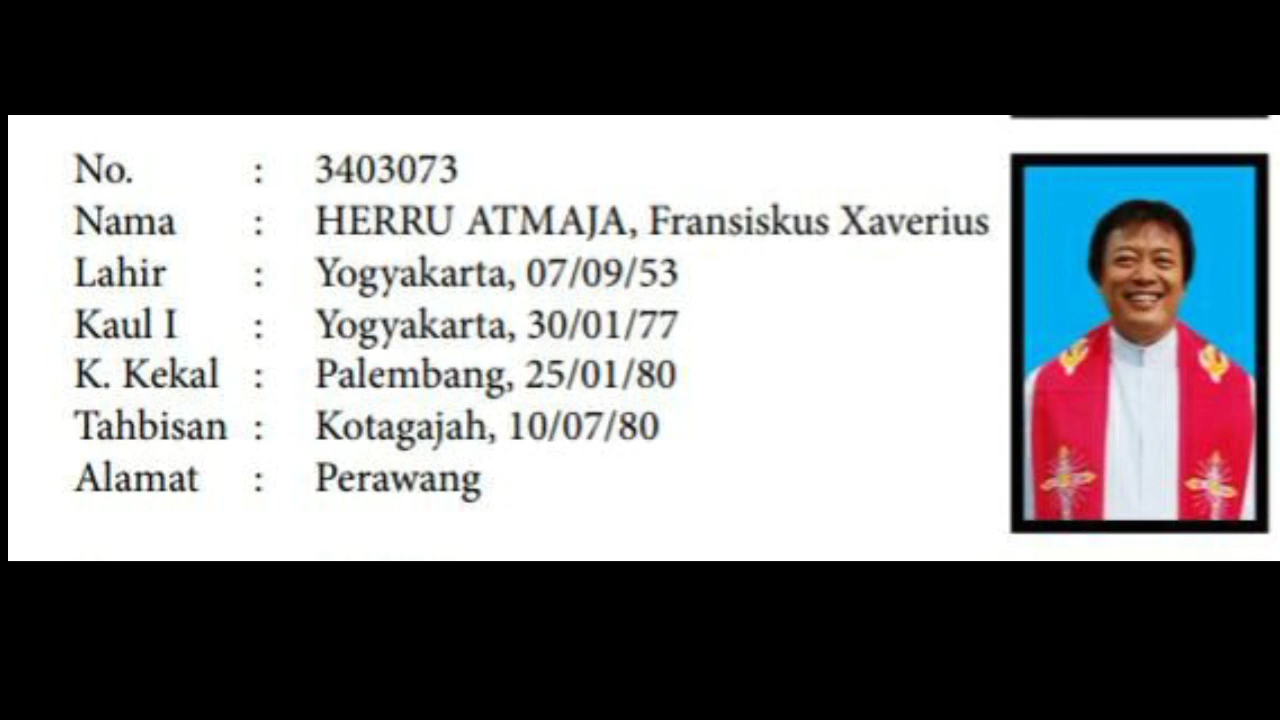 No. : 3403073
Nama : HERRU ATMAJA, Fransiskus Xaverius
Lahir : Yogyakarta, 07/09/53
Kaul I : Yogyakarta, 30/01/77
K. Kekal : Palembang, 25/01/80
Tahbisan : Kotagajah, 10/07/80
Alamat : Perawang